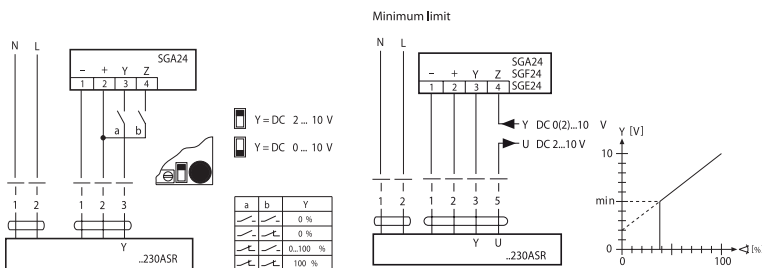 Minimum limit
N L
SGA24
– + Y Z
1 2 3 4
a b
Y = DC 2 ... 10 V
Y = DC 0 ... 10 V
1 2 1 2 3
Y
..230ASR
a b Y
0 %
0 %
0...100 %
100 %
N L
SGA24
SGF24
SGE24
– + Y Z
1 2 3 4
Y DC 0(2)...10 V
U DC 2...10 V
1 2 1 2 3 5
Y U
..230ASR
Y [V]
10
min
0
0 100
[%